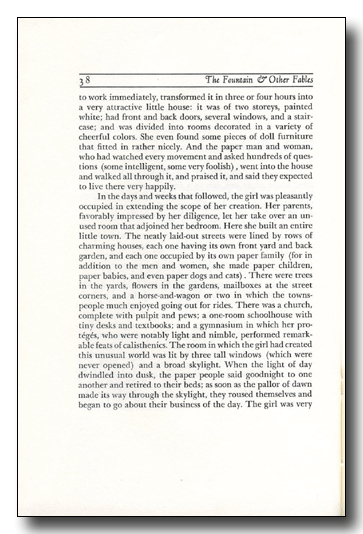 38 The Fountain & Other Fables
to work immediately, transformed it in three or four hours into
a very attractive little house: it was of two storeys, painted
white; had front and back doors, several windows, and a stair-
case; and was divided into rooms decorated in a variety of
cheerful colors. She even found some pieces of doll furniture
that fitted in rather nicely. And the paper man and woman,
who had watched every movement and asked hundreds of ques-
tions (some intelligent, some very foolish), went into the house
and walked all through it, and praised it, and said they expected
to live there very happily.
In the days and weeks that followed, the girl was pleasantly
occupied in extending the scope of her creation. Her parents,
favorably impressed by her diligence, let her take over an un-
used room that adjoined her bedroom. Here she built an entire
little town. The neatly laid-out streets were lined by rows of
charming houses, each one having its own front yard and back
garden, and each one occupied by its own paper family (for in
addition to the men and women, she made paper children,
paper babies, and even paper dogs and cats). There were trees
in the yards, flowers in the gardens, mailboxes at the street
corners, and a horse-and-wagon or two in which the towns-
people much enjoyed going out for rides. There was a church,
complete with pulpit and pews; a one-room schoolhouse with
tiny desks and textbooks; and a gymnasium in which her pro-
tégés, who were notably light and nimble, performed remark-
able feats of calisthenics. The room in which the girl had created
this unusual world was lit by three tall windows (which were
never opened) and a broad skylight. When the light of day
dwindled into dusk, the paper people said goodnight to one
another and retired to their beds; as soon as the pallor of dawn
made its way through the skylight, they roused themselves and
began to go about their business of the day. The girl was very